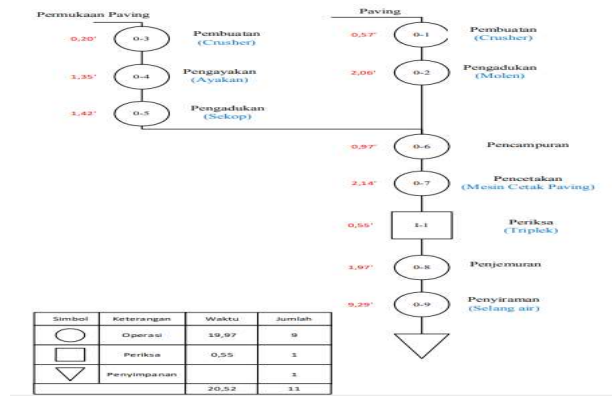 Permukaan Paving
0,20'
0-3
Pembuatan
(Crusher)
1,35'
0-4
Pengayakan
(Ayakan)
1,42'
0-5
Pengadukan
(Sekop)
Paving
0,57'
0-1
Pembuatan
(Crusher)
2,06'
0-2
Pengadukan
(Molen)
0,97'
0-6
Pencampuran
2,14'
0-7
Pencetakan
(Mesin Cetak Paving)
0,55'
1-1
Periksa
(Triplek)
1,97'
0-8
Penjemuran
9,29'
0-9
Penyiraman
(Selang air)
Simbol Keterangan Waktu Jumlah
Operasi 19,97 9
Periksa 0,55 1
Penyimpanan 1
20,52 11